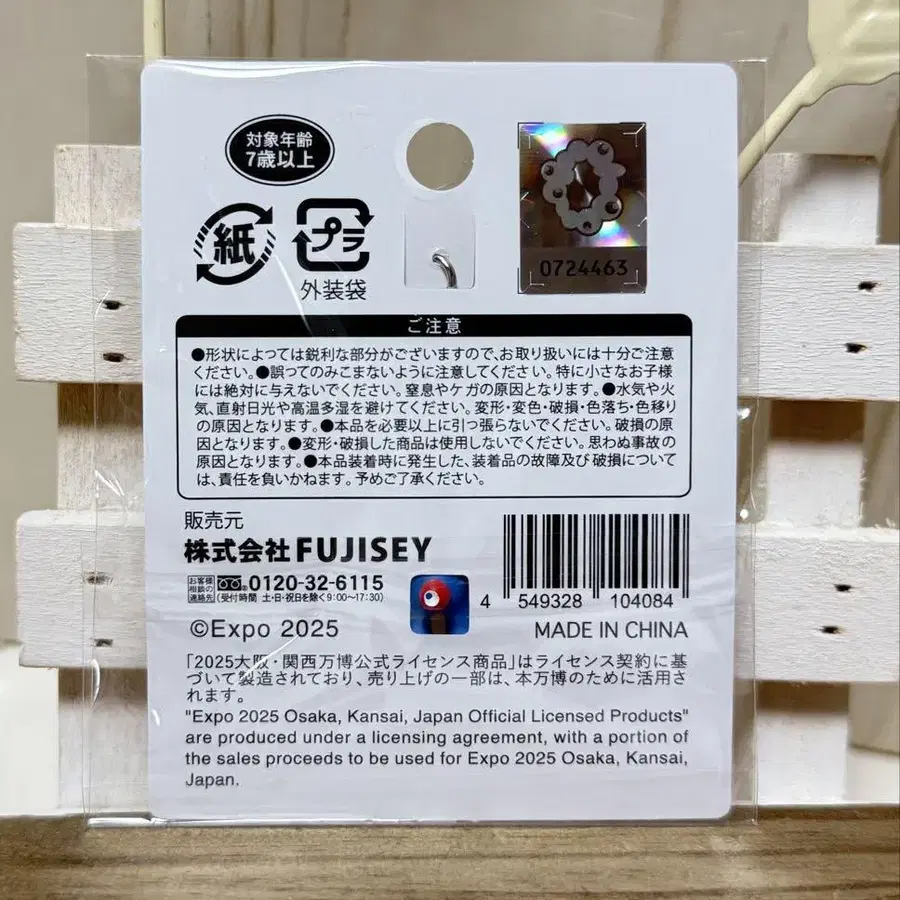 対象年齢
7歳以上
紙
プラ
外装袋
0724463
ご注意
●形状によっては鋭利な部分がございますので、お取り扱いには十分ご注意
ください。●誤ってのみこまないように注意してください。特に小さなお子様
には絶対に与えないでください。窒息やケガの原因となります。●水気や火
気、直射日光や高温多湿を避けてください。変形・変色・破損・色落ち・色移り
の原因となります。●本品を必要以上に引っ張らないでください。破損の原
因となります。●変形・破損した商品は使用しないでください。思わぬ事故の
原因となります。●本品装着時に発生した、装着品の故障及び破損について
は、責任を負いかねます。予めご了承ください。
販売元
株式会社FUJISEY
お客様
相談の
連絡先
0120-32-6115
(受付時間 土・日・祝日を除く9:00〜17:30)
©Expo 2025
4 549328 104084
MADE IN CHINA
「2025大阪・関西万博公式ライセンス商品」はライセンス契約に基
づいて製造されており、売り上げの一部は、本万博のために活用さ
れます。
"Expo 2025 Osaka, Kansai, Japan Official Licensed Products"
are produced under a licensing agreement, with a portion of
the sales proceeds to be used for Expo 2025 Osaka, Kansai,
Japan.